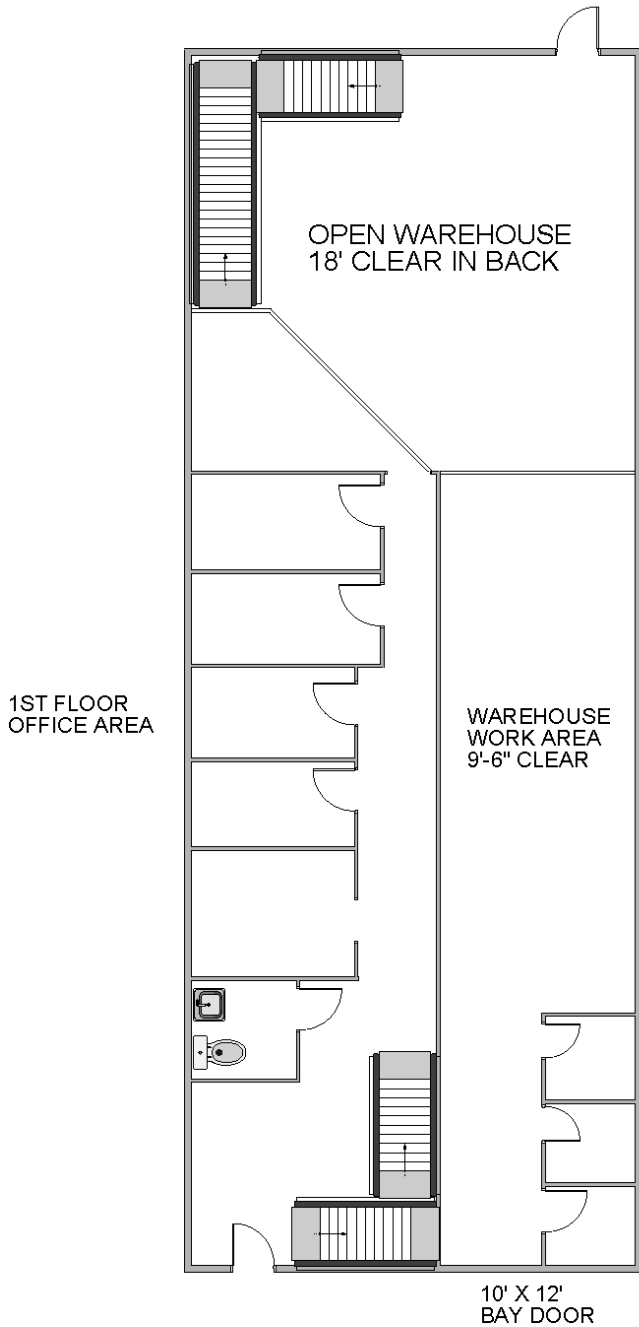 OPEN WAREHOUSE
18' CLEAR IN BACK
1ST FLOOR
OFFICE AREA
WAREHOUSE
WORK AREA
9'-6" CLEAR
10' X 12'
BAY DOOR